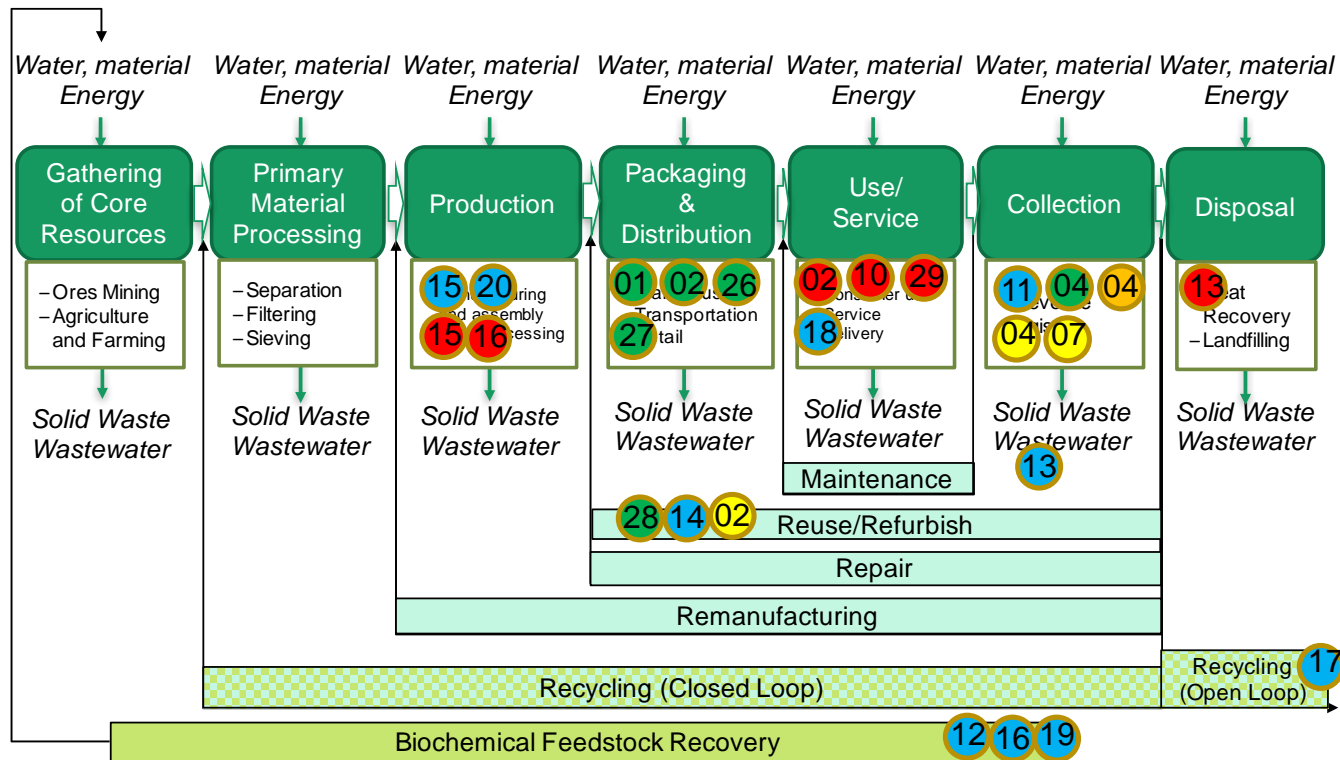 Water, material
Energy
Water, material
Energy
Water, material
Energy
Water, material
Energy
Water, material
Energy
Water, material
Energy
Water, material
Energy
Gathering
of Core
Resources
Primary
Material
Processing
Production
Packaging
&
Distribution
Use/
Service
Collection
Disposal
–Ores Mining
–Agriculture
and Farming
–Separation
–Filtering
–Sieving
15 20
15 16
01 02 26
Transportation
27
02 10 29
Service
18
11 04 04
04 07
13
Recovery
–Landfilling
Solid Waste
Wastewater
Solid Waste
Wastewater
Solid Waste
Wastewater
Solid Waste
Wastewater
Solid Waste
Wastewater
Solid Waste
Wastewater
Solid Waste
Wastewater
13
Maintenance
28 14 02
Reuse/Refurbish
Repair
Remanufacturing
Recycling (Closed Loop)
Recycling
(Open Loop)
17
Biochemical Feedstock Recovery
12 16 19